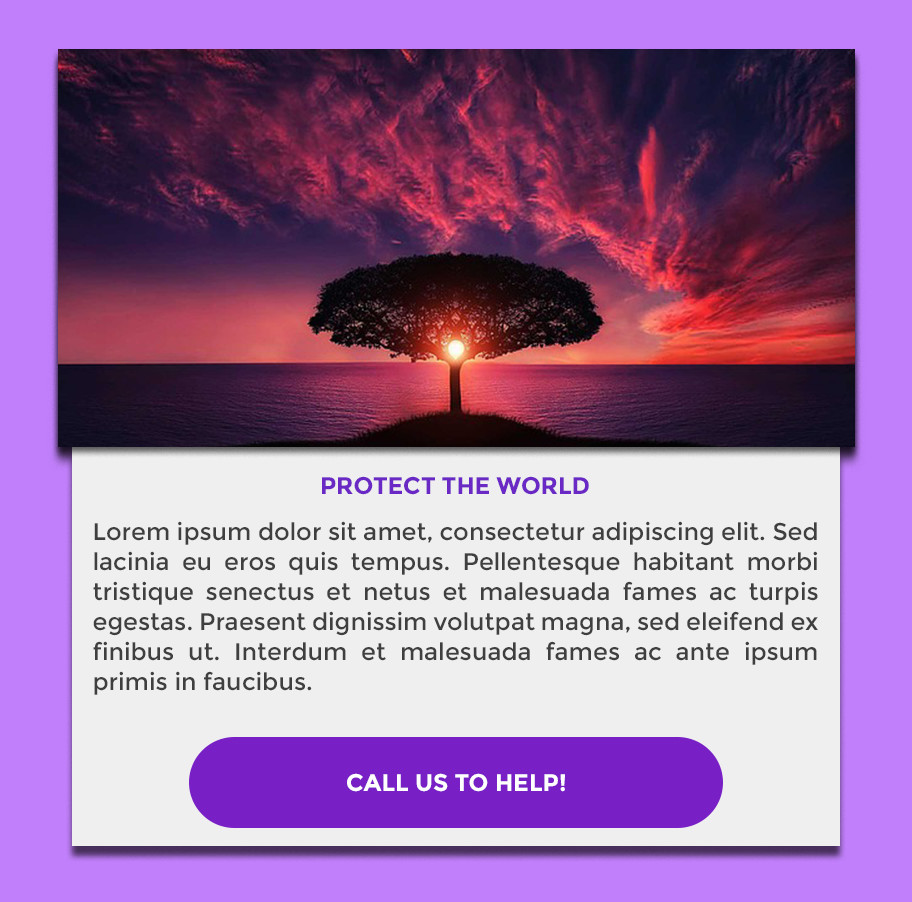 PROTECT THE WORLD
Lorem ipsum dolor sit amet, consectetur adipiscing elit. Sed
lacinia eu eros quis tempus. Pellentesque habitant morbi
tristique senectus et netus et malesuada fames ac turpis
egestas. Praesent dignissim volutpat magna, sed eleifend ex
finibus ut. Interdum et malesuada fames ac ante ipsum
primis in faucibus.
CALL US TO HELP!